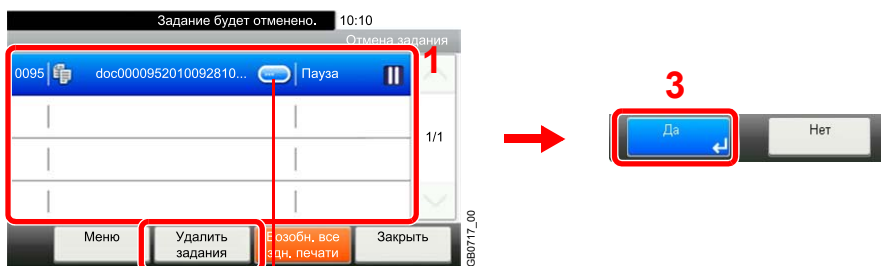 Задание будет отменено. 10:10
Отмена задания
1
0095 doc0000952010092810... Пауза
1/1
Меню Удалить задания Возобн. все здн. печати Закрыть
GB0717_00
3
Да Нет